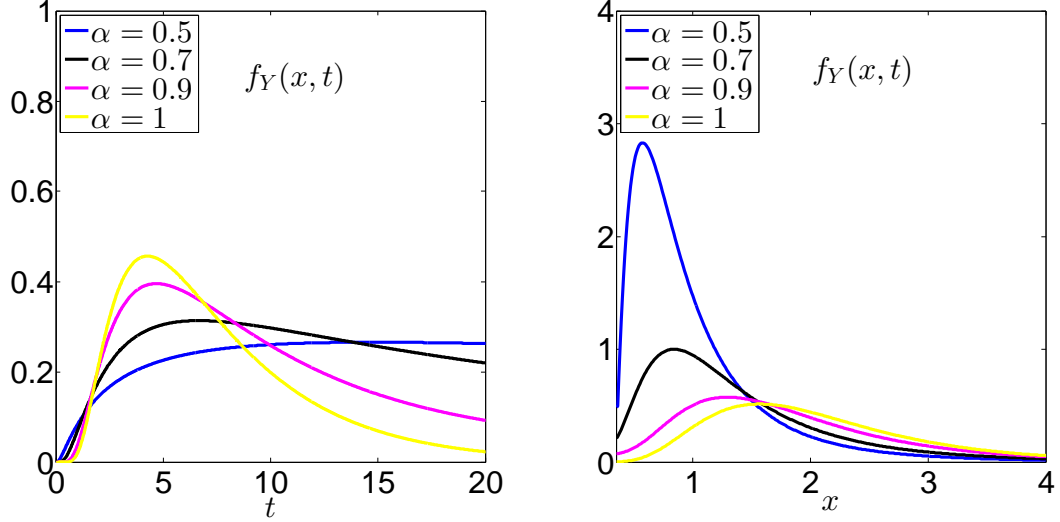 1
α = 0.5
α = 0.7
α = 0.9
α = 1
f_Y(x, t)
0.8
0.6
0.4
0.2
0
0 5 10 15 20
t
4
α = 0.5
α = 0.7
α = 0.9
α = 1
f_Y(x, t)
3
2
1
0
1 2 3 4
x